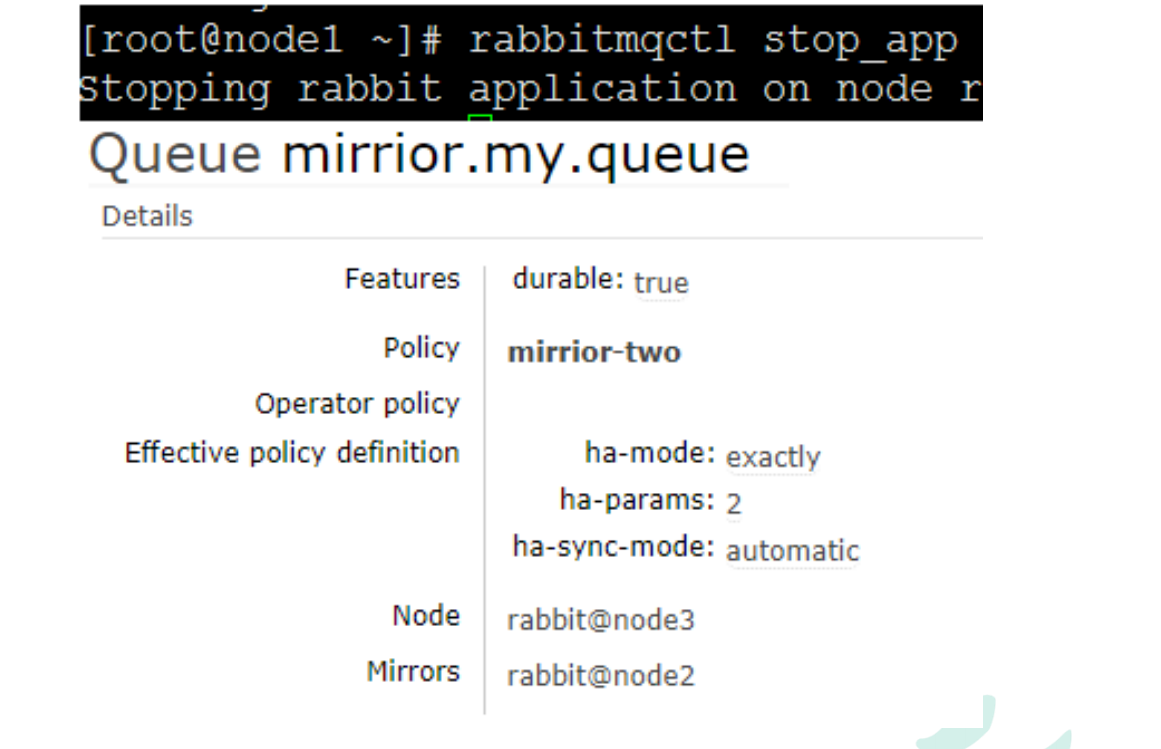 [root@node1 ~]# rabbitmqctl stop_app
Stopping rabbit application on node r
Queue mirrior.my.queue
Details
Features durable: true
Policy mirrior-two
Operator policy
Effective policy definition ha-mode: exactly
ha-params: 2
ha-sync-mode: automatic
Node rabbit@node3
Mirrors rabbit@node2